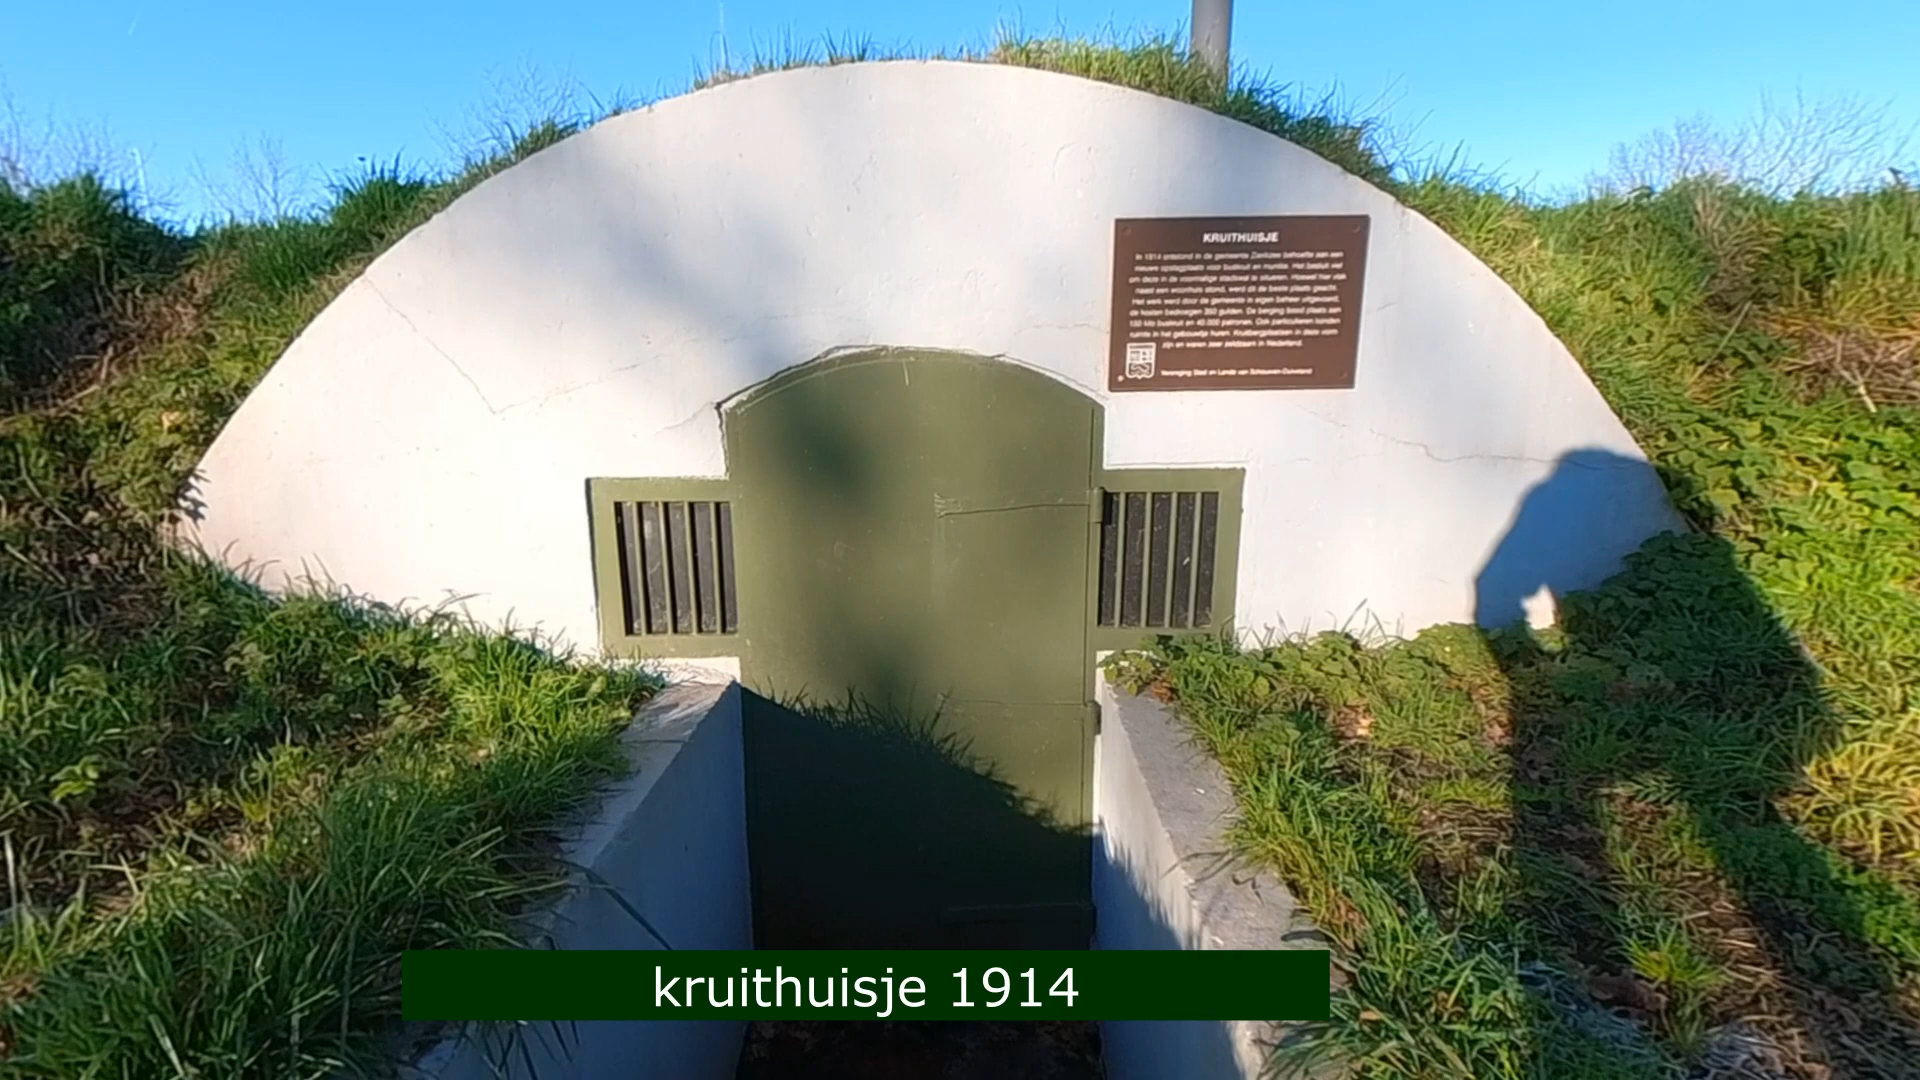 KRUITHUISJE
In 1914 ontstond in de gemeente Zierikzee behoefte aan een
nieuwe opslagplaats voor buskruit en munitie. Het besluit viel
om deze in de voormalige stadswal te situeren. Hoewel hier vlak
naast een woonhuis stond, werd dit de beste plaats geacht.
Het werk werd door de gemeente in eigen beheer uitgevoerd,
de kosten bedroegen 350 gulden. De berging bood plaats aan
150 kilo buskruit en 40.000 patronen. Ook particulieren konden
ruimte in het gebouwtje huren. Kruitbergplaatsen in deze vorm
zijn en waren zeer zeldzaam in Nederland.
Vereniging Stad en Lande van Schouwen-Duiveland
kruithuisje 1914